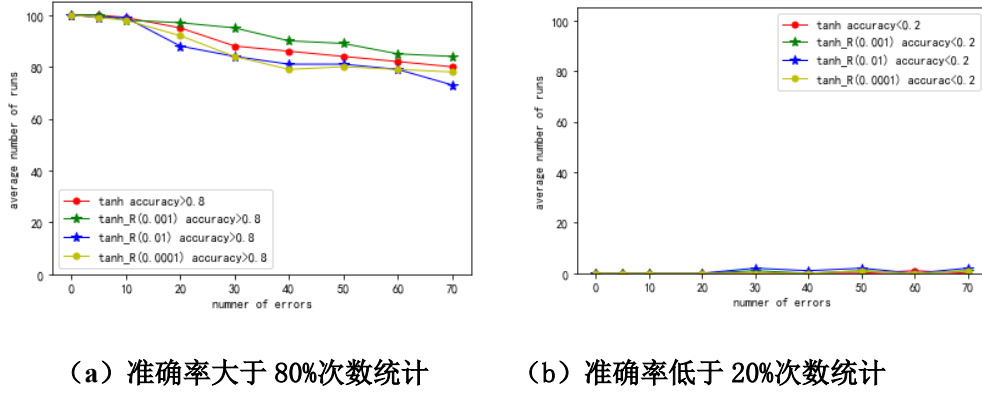 100
80
60
40
20
0
average number of runs
tanh accuracy>0.8
tanh_R(0.001) accuracy>0.8
tanh_R(0.01) accuracy>0.8
tanh_R(0.0001) accuracy>0.8
0 10 20 30 40 50 60 70
numner of errors
100
80
60
40
20
0
average number of runs
tanh accuracy<0.2
tanh_R(0.001) accuracy<0.2
tanh_R(0.01) accuracy<0.2
tanh_R(0.0001) accurac<0.2
0 10 20 30 40 50 60 70
numner of errors
（a）准确率大于 80%次数统计
（b）准确率低于 20%次数统计